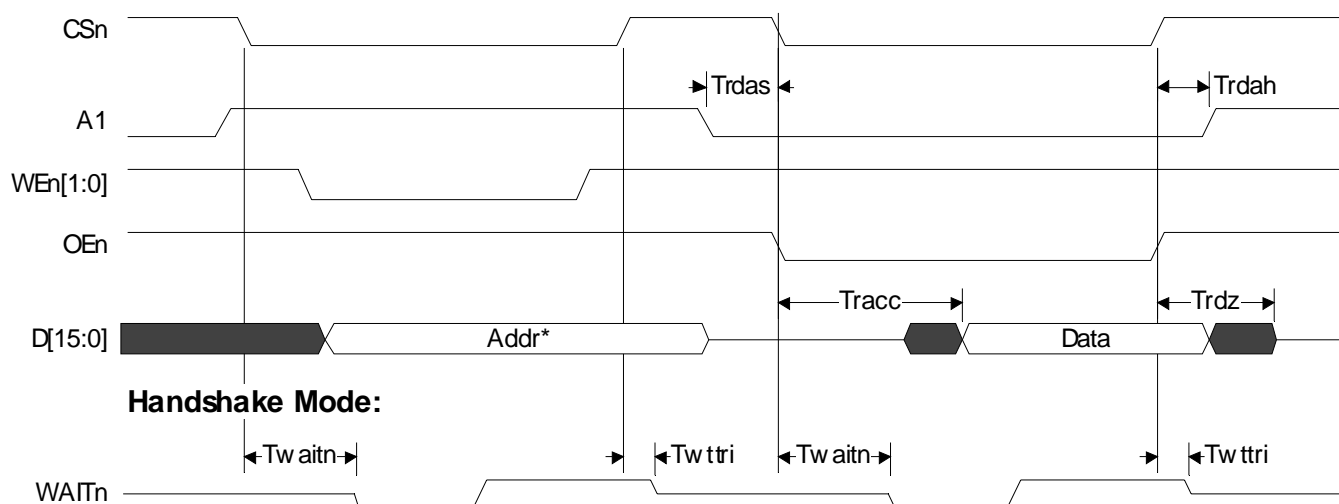 CSn
Trdas
Trdah
A1
WEn[1:0]
OEn
Tracc
Trdz
D[15:0]
Addr*
Data
Handshake Mode:
Twaitn
Twttri
Twaitn
Twttri
WAITn